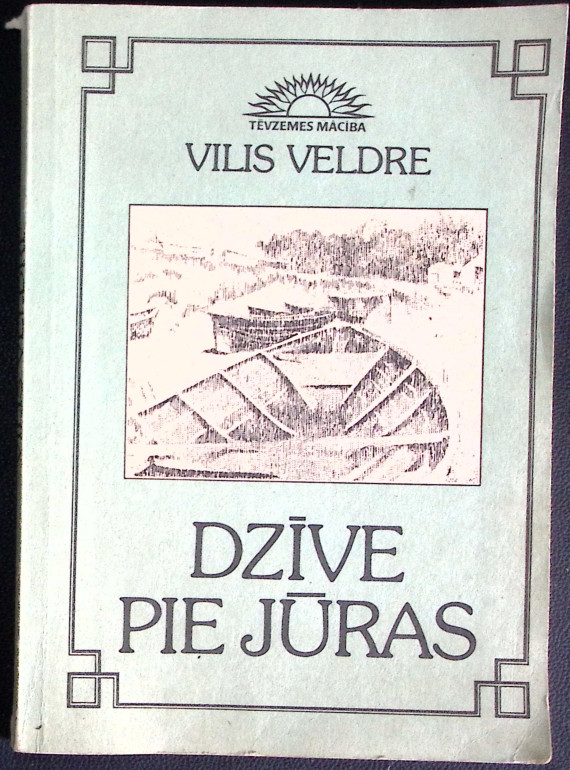 TĒVZEMES MĀCĪBA
VILIS VELDRE
DZĪVE
PIE JŪRAS